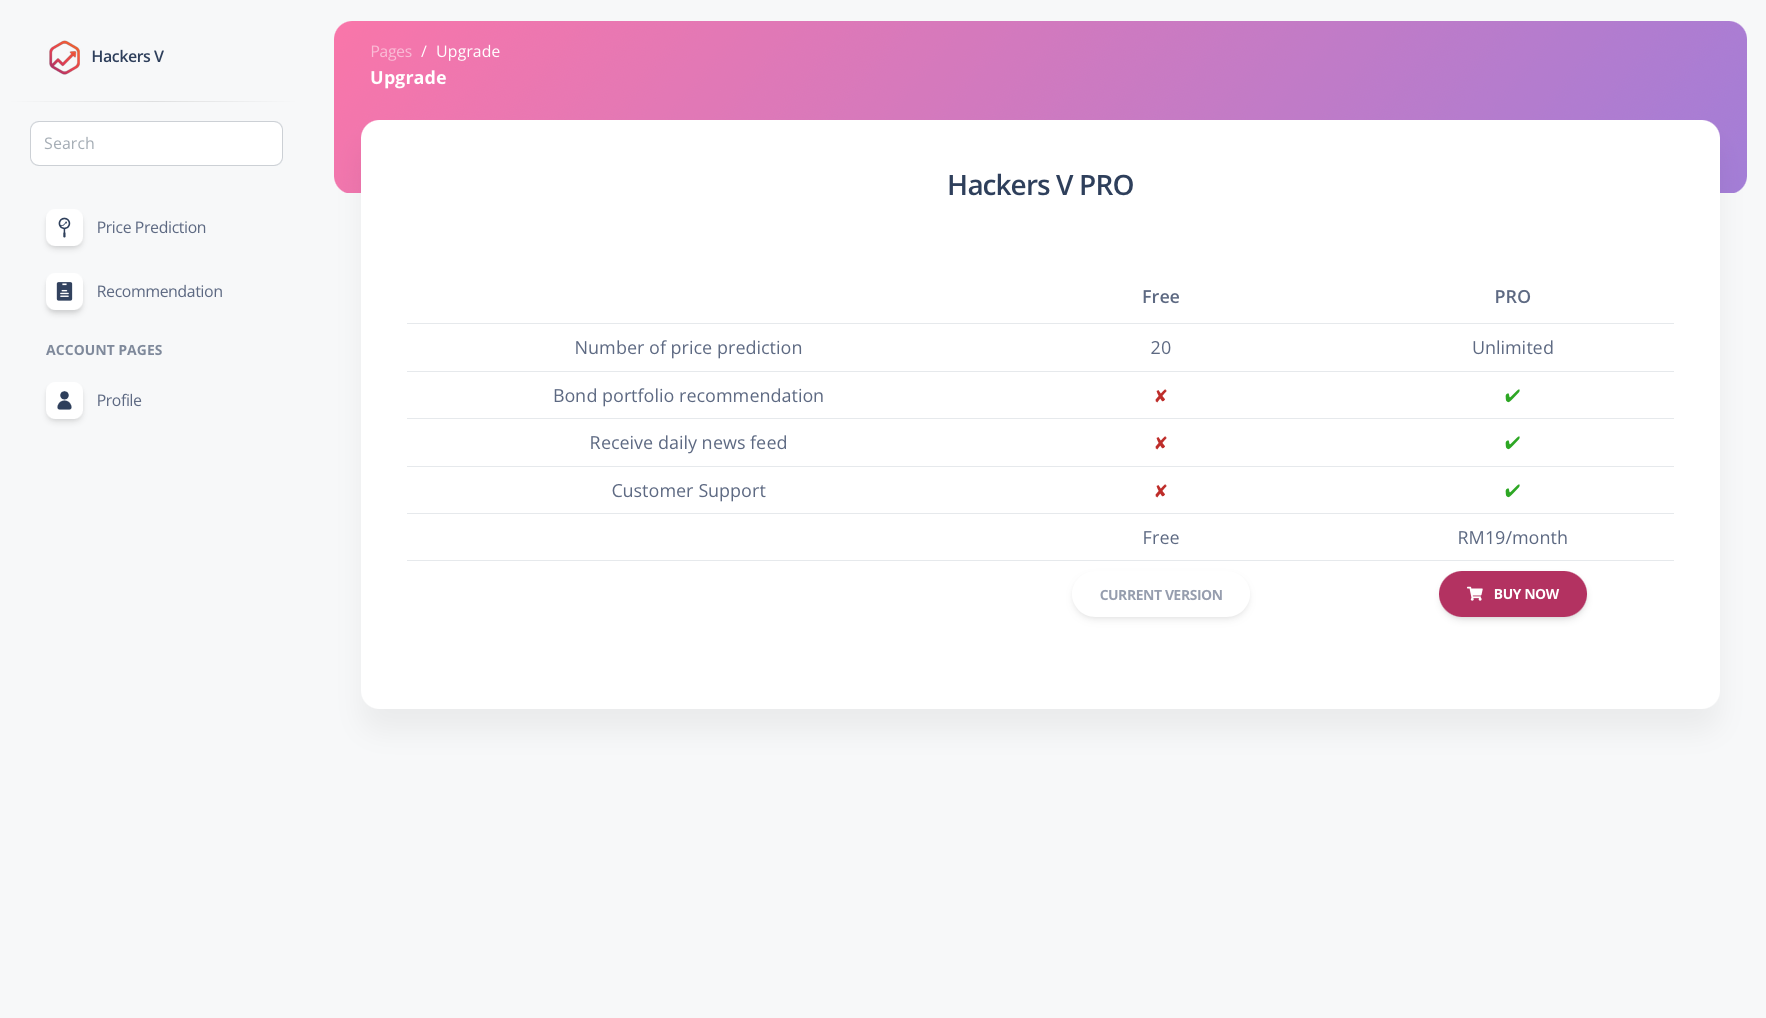 Hackers V
Search
Price Prediction
Recommendation
ACCOUNT PAGES
Profile
Pages / Upgrade
Upgrade
Hackers V PRO
Free PRO
Number of price prediction 20 Unlimited
Bond portfolio recommendation ✘ ✔
Receive daily news feed ✘ ✔
Customer Support ✘ ✔
Free RM19/month
CURRENT VERSION BUY NOW